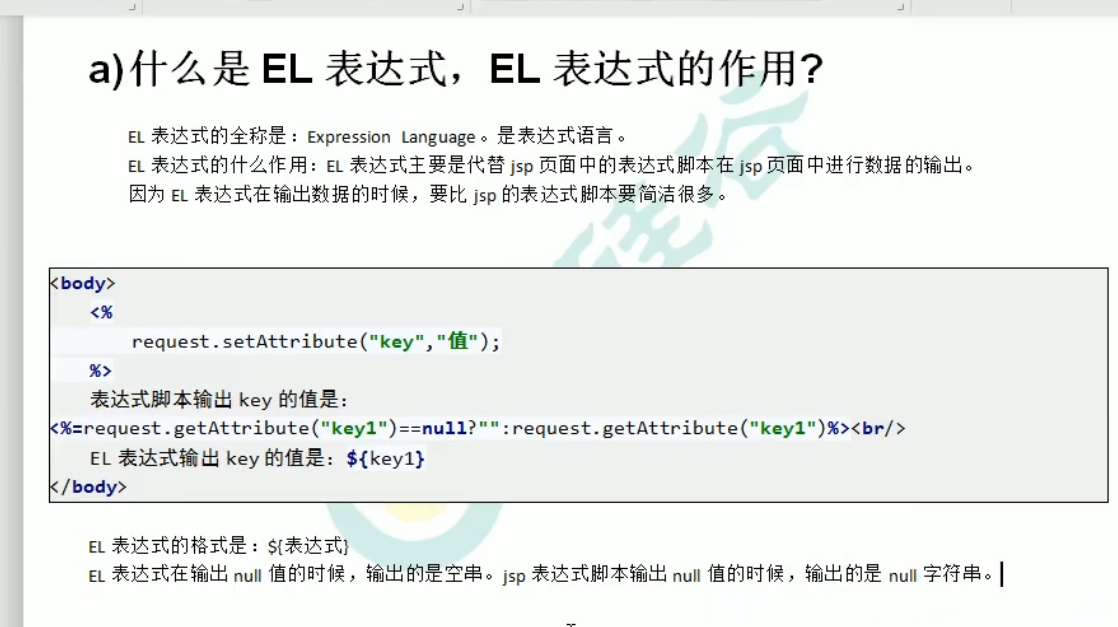 a)什么是 EL 表达式，EL 表达式的作用?
EL 表达式的全称是：Expression Language。是表达式语言。
EL 表达式的什么作用：EL 表达式主要是代替 jsp 页面中的表达式脚本在 jsp 页面中进行数据的输出。
因为 EL 表达式在输出数据的时候，要比 jsp 的表达式脚本要简洁很多。
<body>
<%
request.setAttribute("key","值");
%>
表达式脚本输出 key 的值是：
<%=request.getAttribute("key1")==null?"":request.getAttribute("key1")%><br/>
EL 表达式输出 key 的值是：${key1}
</body>
EL 表达式的格式是：${表达式}
EL 表达式在输出 null 值的时候，输出的是空串。jsp 表达式脚本输出 null 值的时候，输出的是 null 字符串。